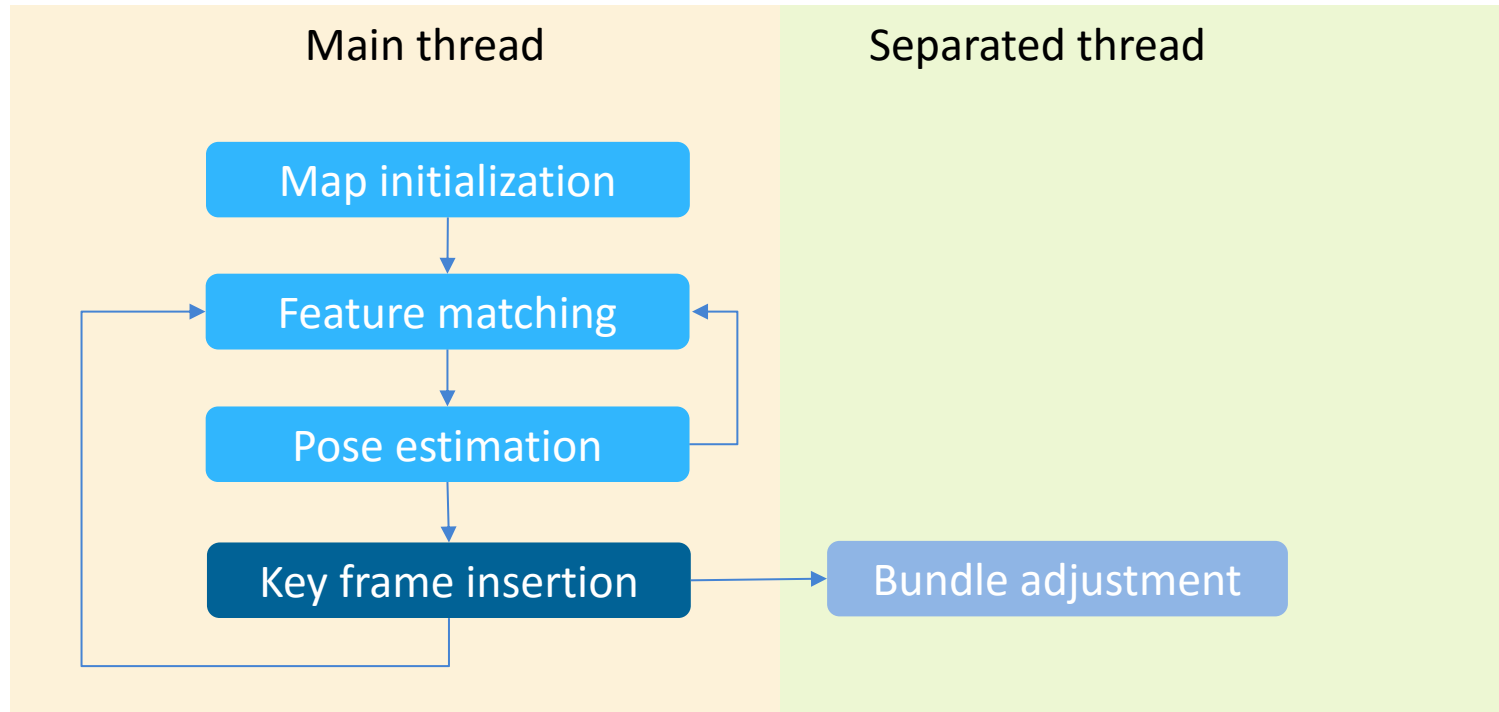 Main thread
Separated thread
Map initialization
Feature matching
Pose estimation
Key frame insertion
Bundle adjustment